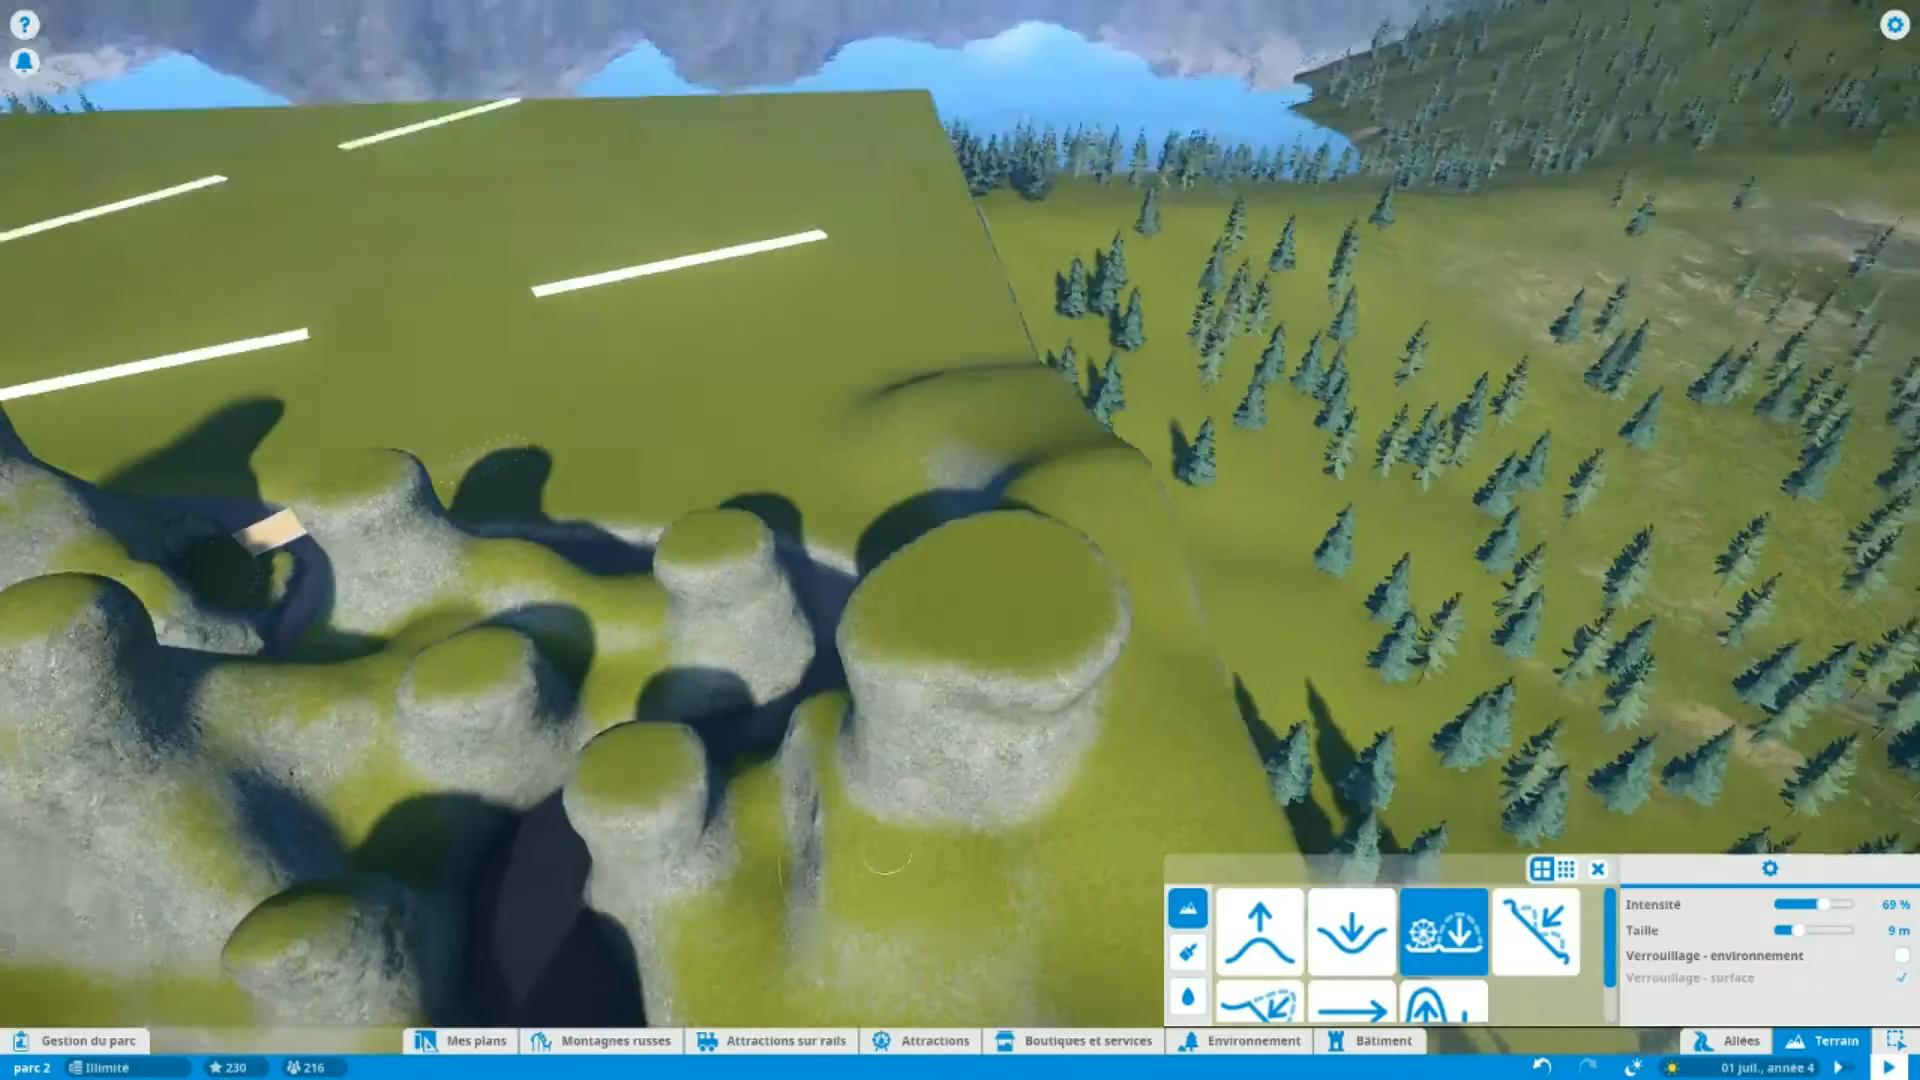 ?
Intensité 69 %
Taille 9 m
Verrouillage - environnement
Verrouillage - surface
Gestion du parc
Mes plans
Montagnes russes
Attractions sur rails
Attractions
Boutiques et services
Environnement
Bâtiment
Allées
Terrain
parc 2
Illimité
230
216
01 juil., année 4